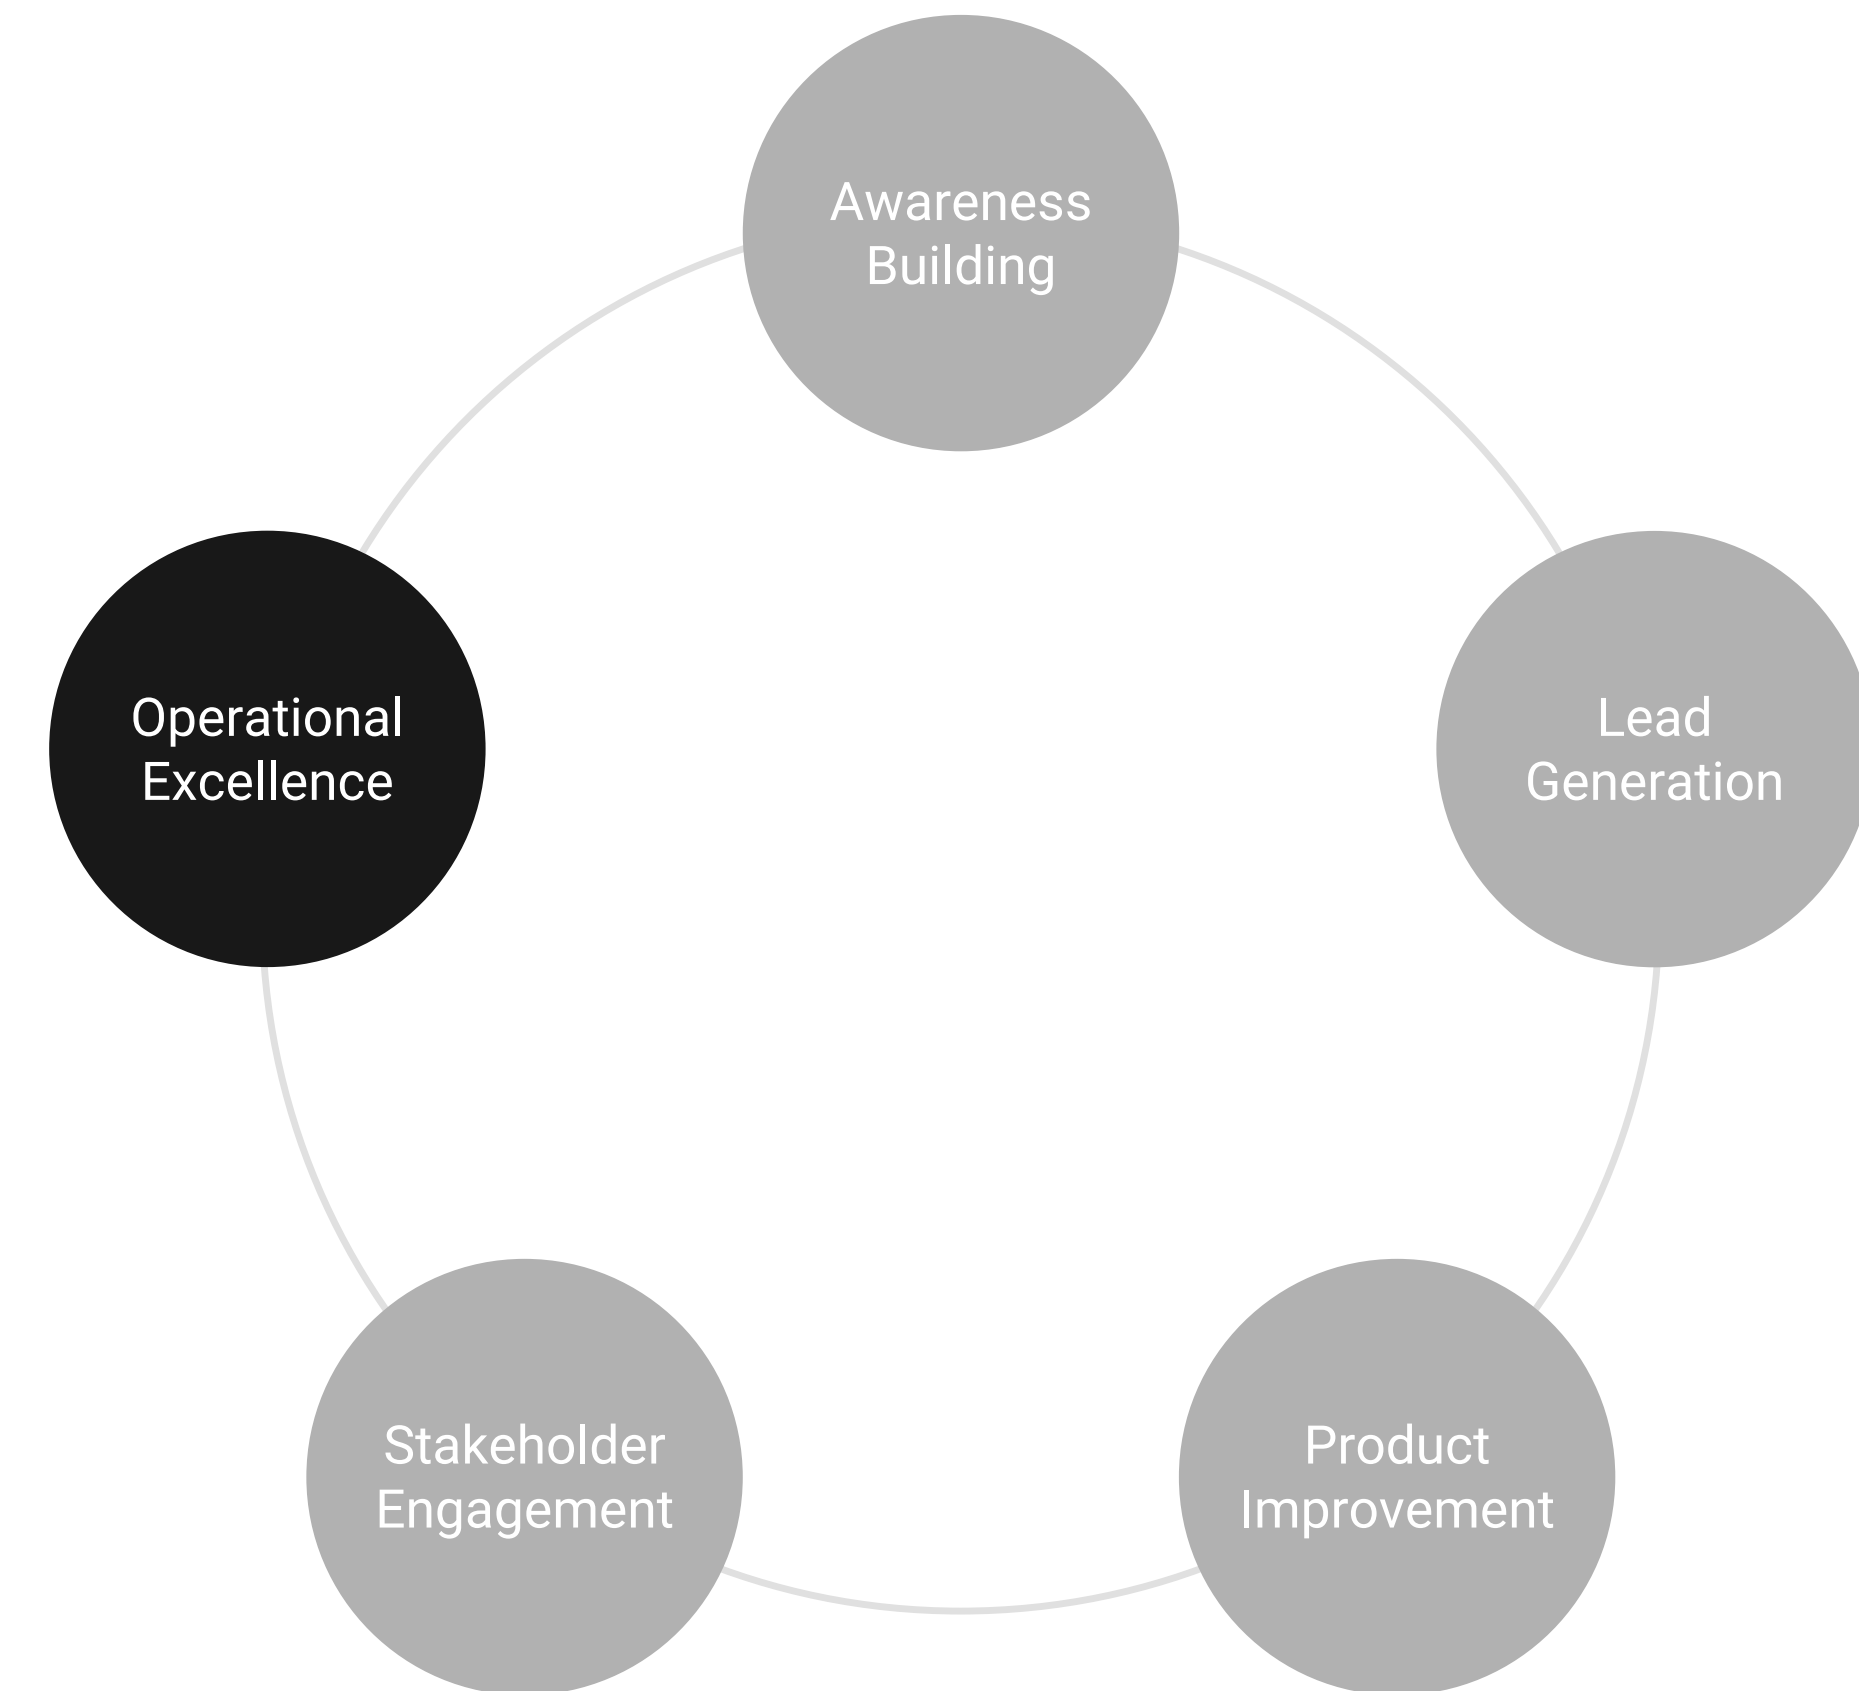 Awareness
Building
Operational
Excellence
Lead
Generation
Stakeholder
Engagement
Product
Improvement